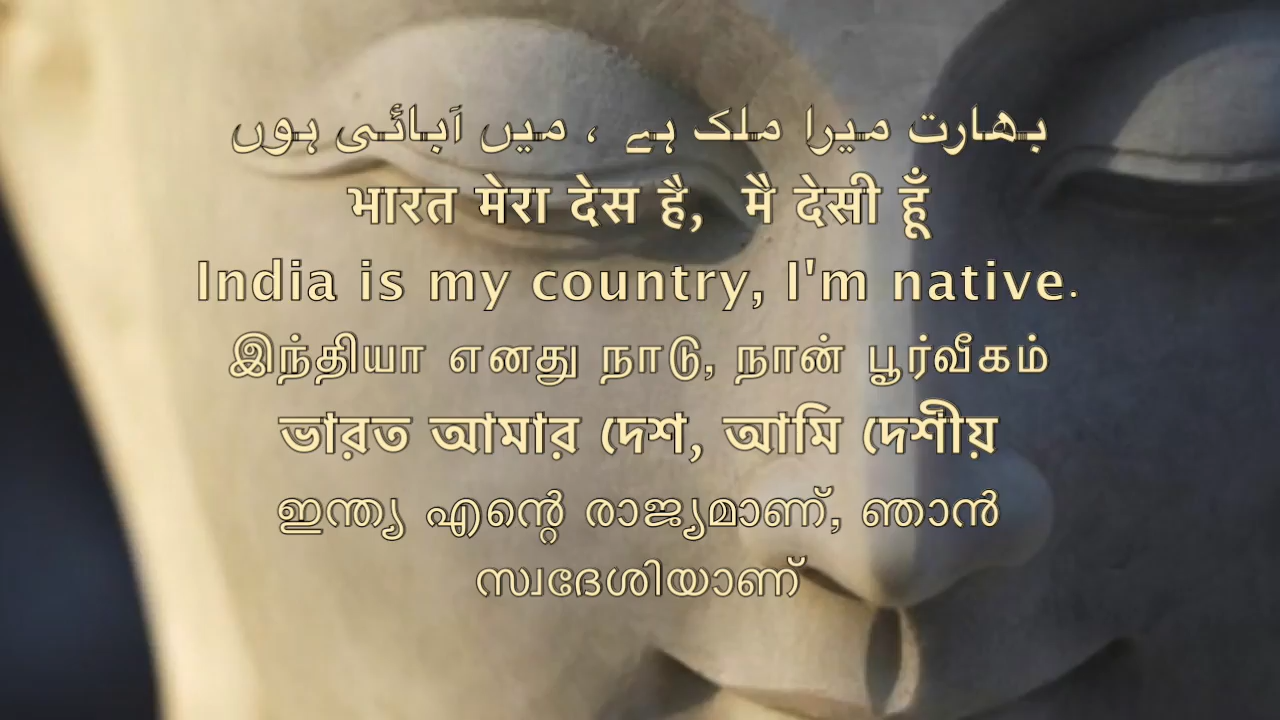 بھارت میرا ملک ہے ، میں آبائی ہوں
भारत मेरा देस है, मै देसी हूँ
India is my country, I'm native.
இந்தியா எனது நாடு, நான் பூர்வீகம்
ভারত আমার দেশ, আমি দেশীয়
ഇന്ത്യ എന്റെ രാജ്യമാണ്, ഞാൻ
സ്വദേശിയാണ്